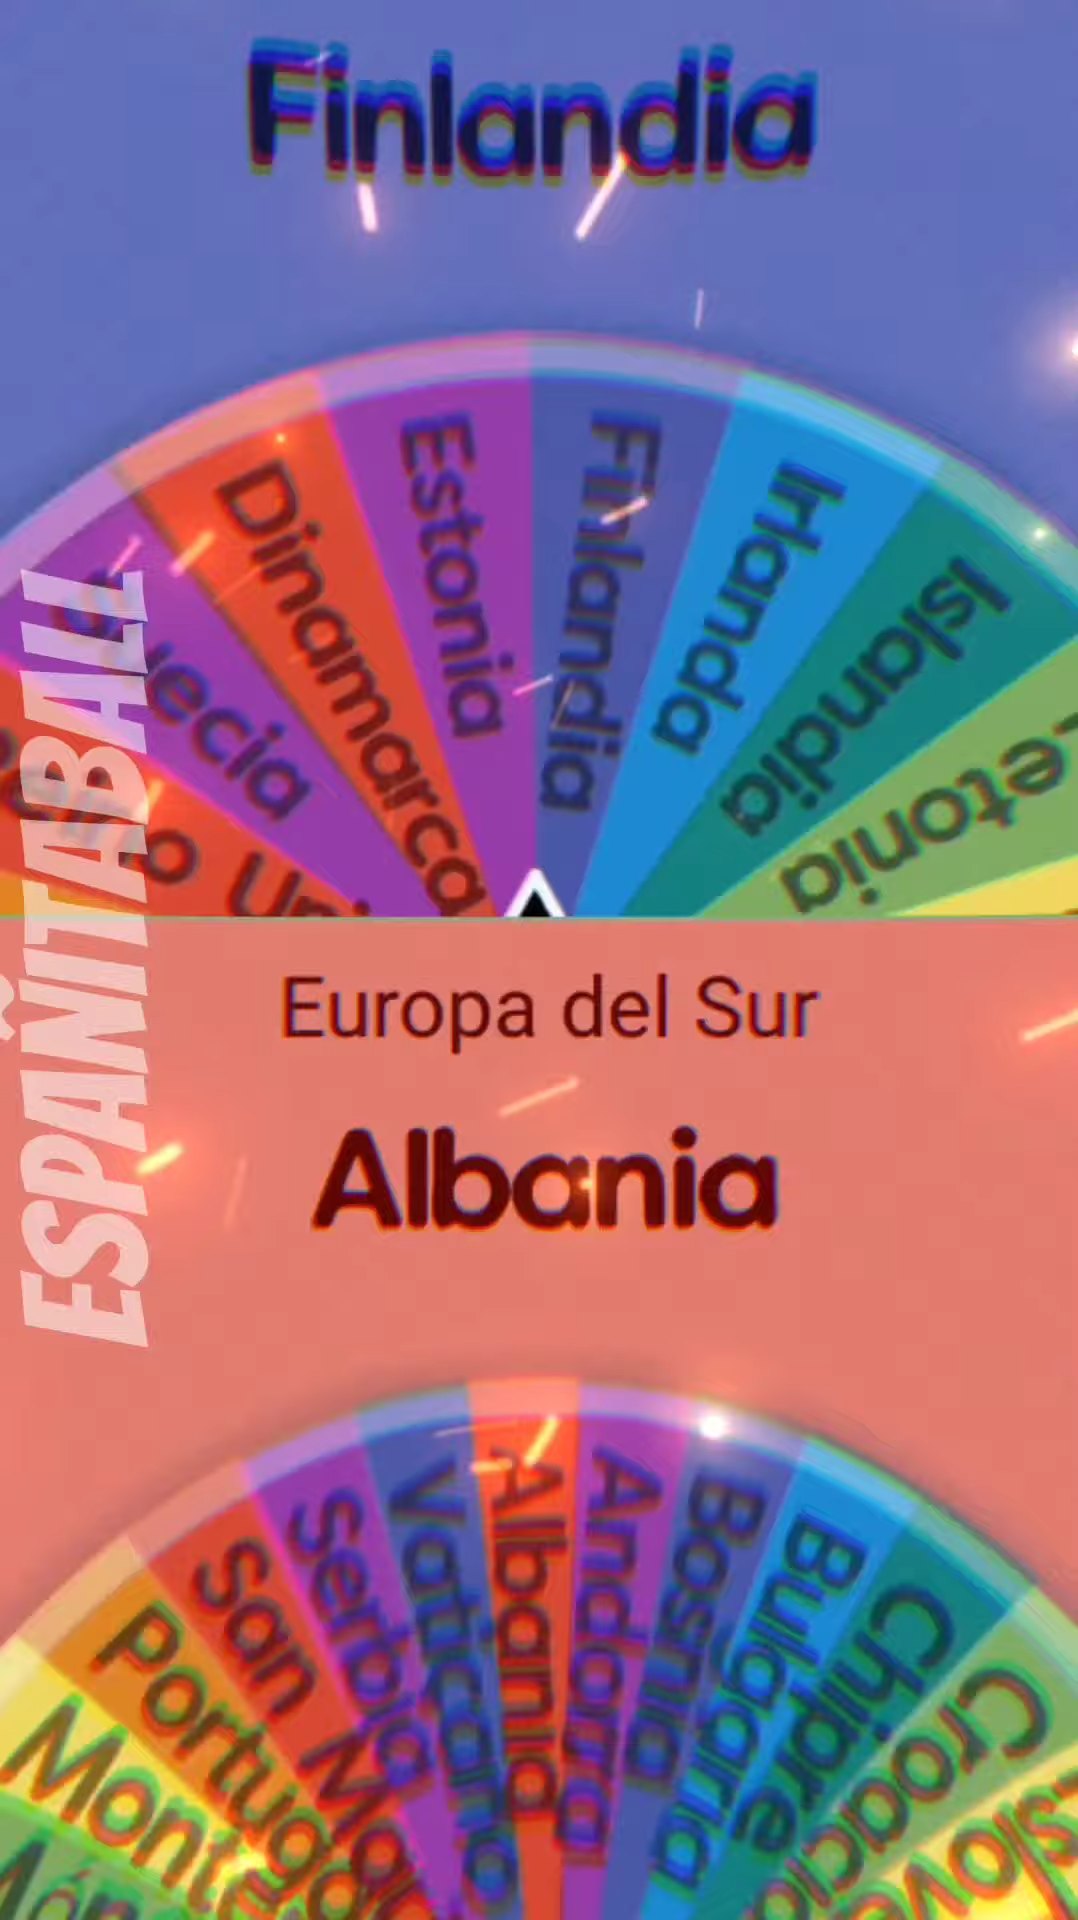 Finlandia
Dinamarca
Estonia
Finlandia
Irlanda
Islandia
Letonia
Suecia
ESPAÑITABALL
Europa del Sur
Albania
Portugal
San
Serbia
Vaticano
Albania
Andorra
Bosnia
Bulgaria
Chipre
Croacia